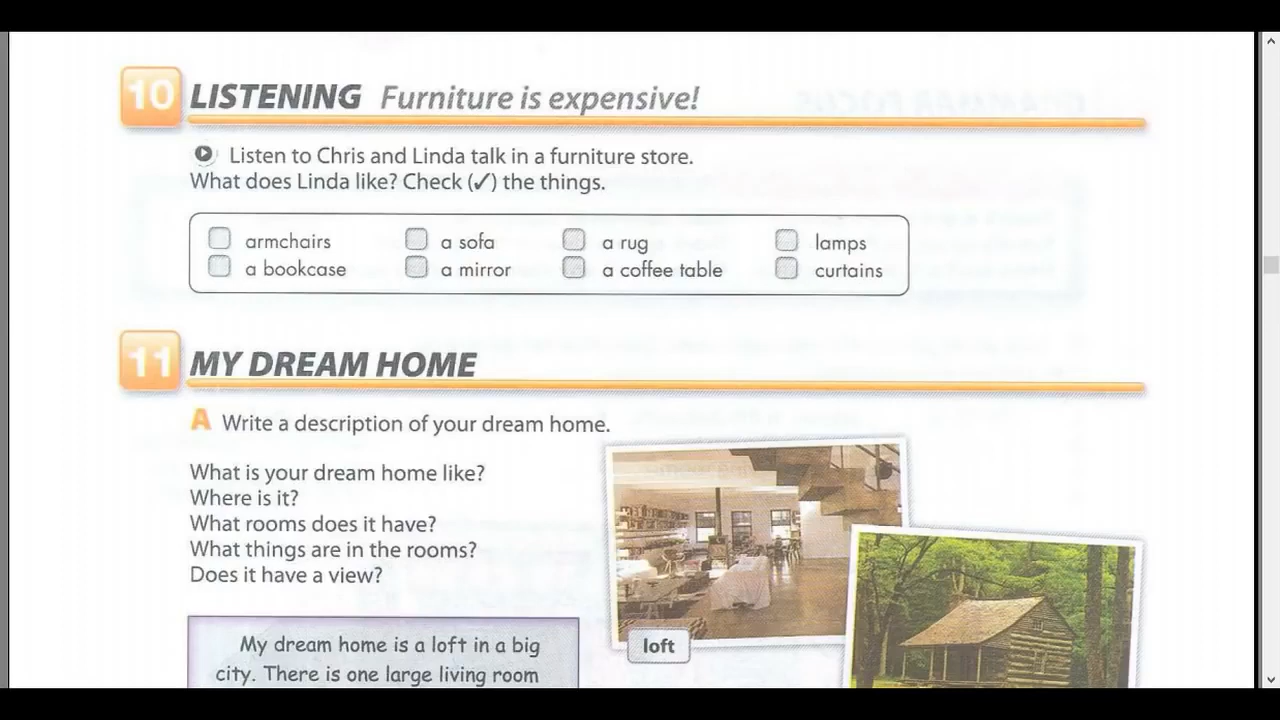 10 LISTENING Furniture is expensive!
Listen to Chris and Linda talk in a furniture store.
What does Linda like? Check (✓) the things.
armchairs a sofa a rug lamps
a bookcase a mirror a coffee table curtains
11 MY DREAM HOME
A Write a description of your dream home.
What is your dream home like?
Where is it?
What rooms does it have?
What things are in the rooms?
Does it have a view?
My dream home is a loft in a big
city. There is one large living room
loft